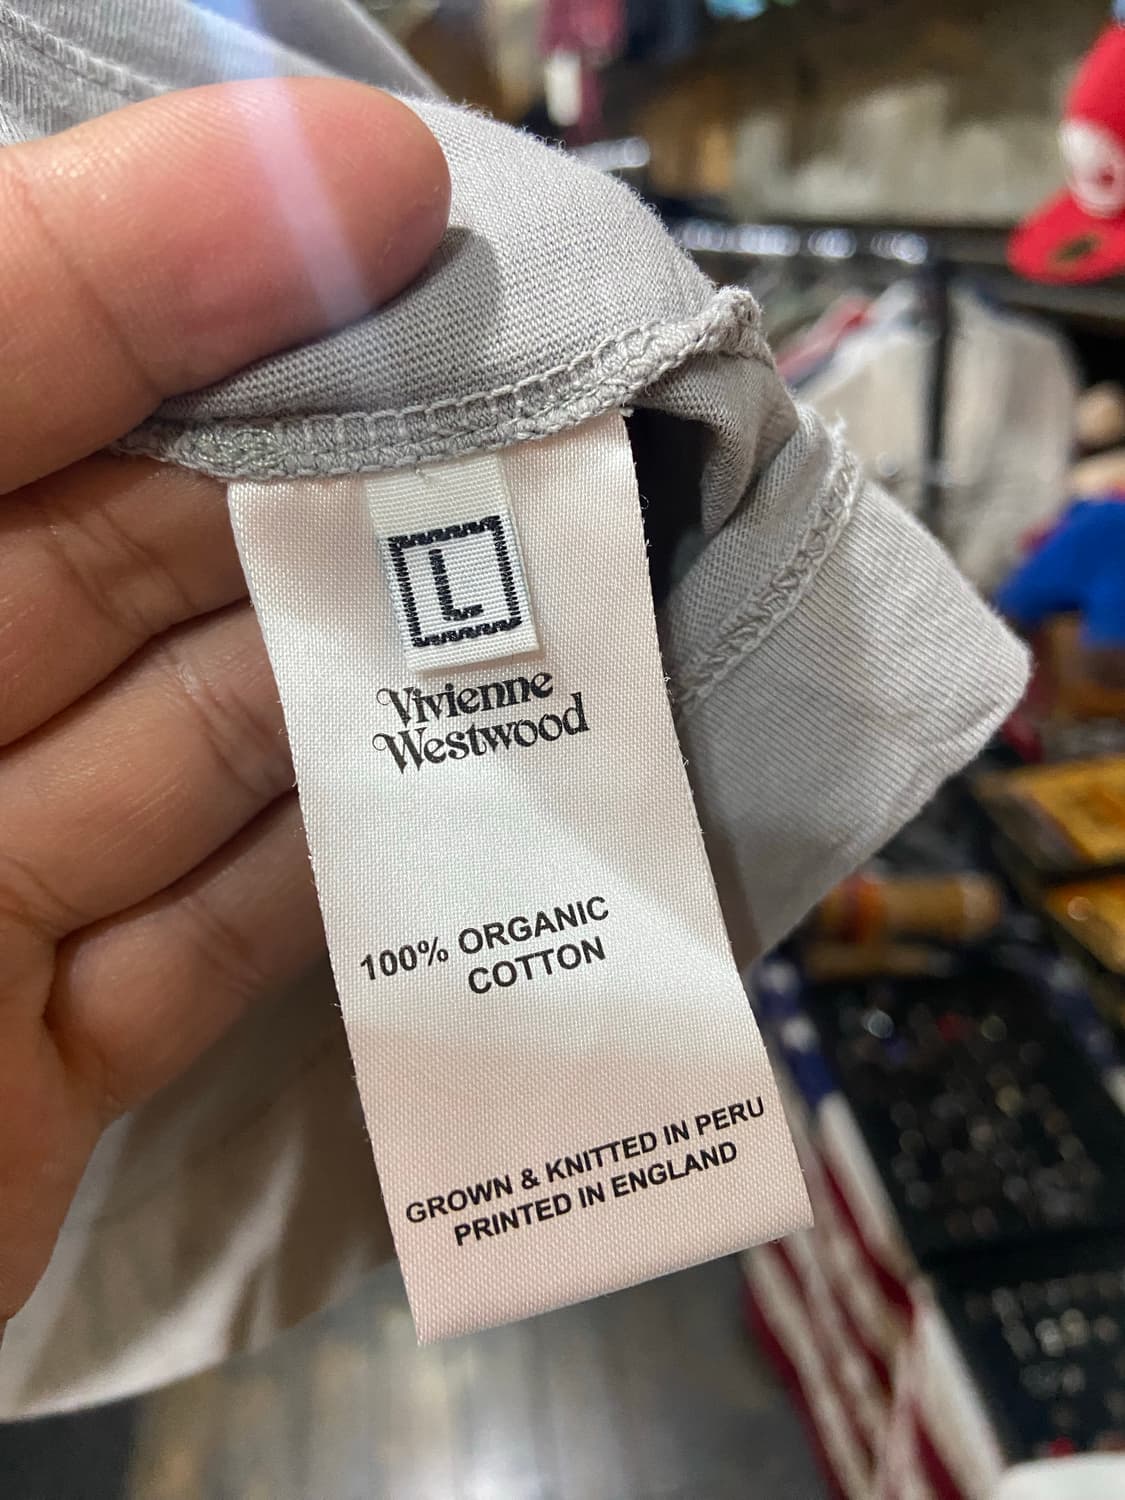 L
Vivienne
Westwood
100% ORGANIC
COTTON
GROWN & KNITTED IN PERU
PRINTED IN ENGLAND